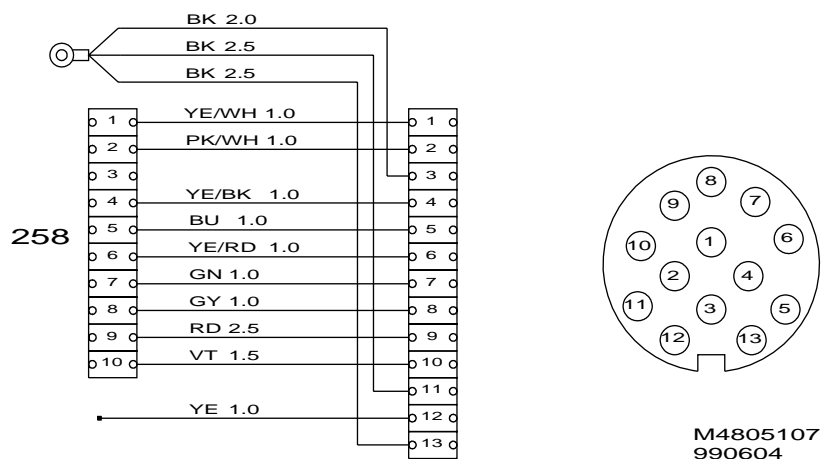 BK 2.0
BK 2.5
BK 2.5
1 YE/WH 1.0 1
2 PK/WH 1.0 2
3 3
4 YE/BK 1.0 4
258
5 BU 1.0 5
6 YE/RD 1.0 6
7 GN 1.0 7
8 GY 1.0 8
9 RD 2.5 9
10 VT 1.5 10
11
YE 1.0 12
13
8
9 7
10 1 6
2 4
11 3 5
12 13
M4805107
990604